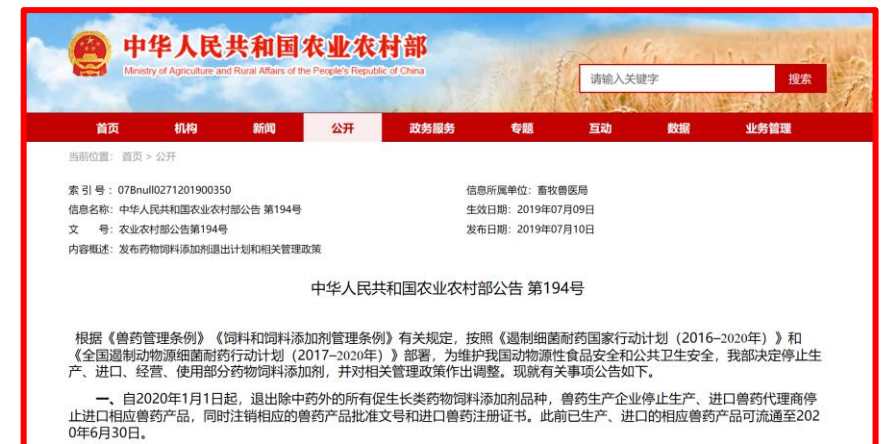 中华人民共和国农业农村部
Ministry of Agriculture and Rural Affairs of the People's Republic of China
请输入关键字 搜索
首页 机构 新闻 公开 政务服务 专题 互动 数据 业务管理
当前位置： 首页 > 公开
索 引 号： 07Bnull0271201900350 信息所属单位： 畜牧兽医局
信息名称： 中华人民共和国农业农村部公告 第194号 生效日期： 2019年07月09日
文 号： 农业农村部公告第194号 发布日期： 2019年07月10日
内容概述： 发布药物饲料添加剂退出计划和相关管理政策
中华人民共和国农业农村部公告 第194号
根据《兽药管理条例》《饲料和饲料添加剂管理条例》有关规定，按照《遏制细菌耐药国家行动计划（2016–2020年）》和
《全国遏制动物源细菌耐药行动计划（2017–2020年）》部署，为维护我国动物源性食品安全和公共卫生安全，我部决定停止生
产、进口、经营、使用部分药物饲料添加剂，并对相关管理政策作出调整。现就有关事项公告如下。
一、自2020年1月1日起，退出除中药外的所有促生长类药物饲料添加剂品种，兽药生产企业停止生产、进口兽药代理商停
止进口相应兽药产品，同时注销相应的兽药产品批准文号和进口兽药注册证书。此前已生产、进口的相应兽药产品可流通至202
0年6月30日。